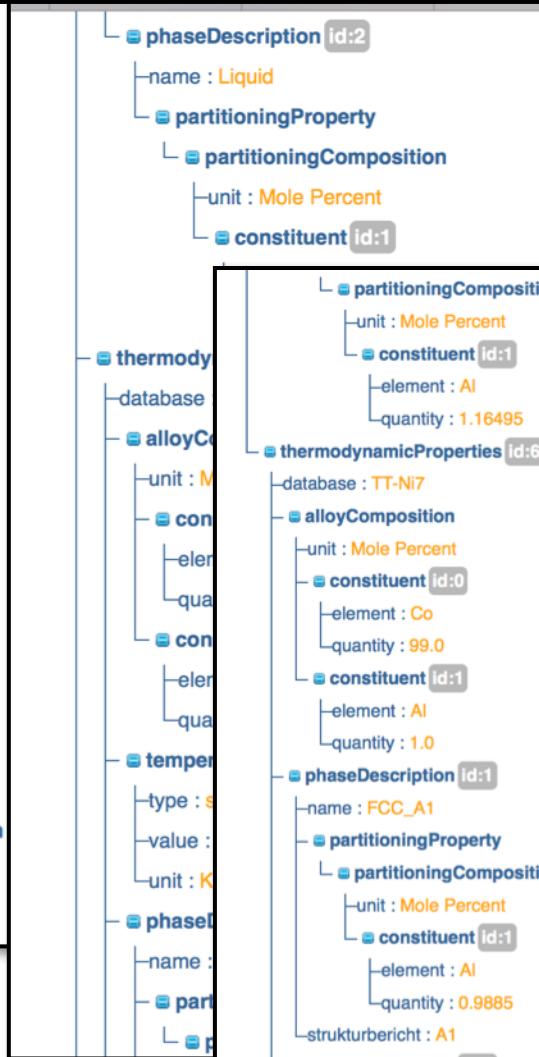 phaseDescription id:2
name : Liquid
partitioningProperty
partitioningComposition
unit : Mole Percent
constituent id:1
thermody
database :
alloyCo
unit : M
con
elem
qua
con
elem
qua
temper
type : s
value :
unit : K
phaseD
name :
part
p
partitioningCompositi
unit : Mole Percent
constituent id:1
element : Al
quantity : 1.16495
thermodynamicProperties id:6
database : TT-Ni7
alloyComposition
unit : Mole Percent
constituent id:0
element : Co
quantity : 99.0
constituent id:1
element : Al
quantity : 1.0
phaseDescription id:1
name : FCC_A1
partitioningProperty
partitioningCompositi
unit : Mole Percent
constituent id:1
element : Al
quantity : 0.9885
strukturbericht : A1